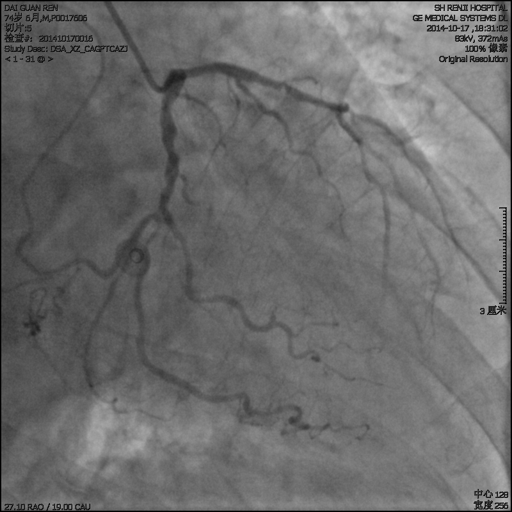 DAI GUAN REN
74岁 6月,M,P0017606
切片:5
检查#: 201410170016
Study Desc: DSA_XZ_CAGPTCAZJ
< 1 - 31 >
SH RENJI HOSPITAL
GE MEDICAL SYSTEMS DL
2014-10-17 ,18:31:02
83kV, 372mAs
100% 像素
Original Resolution
3 厘米
27.10 RAO / 19.00 CAU
中心 128
宽度 256